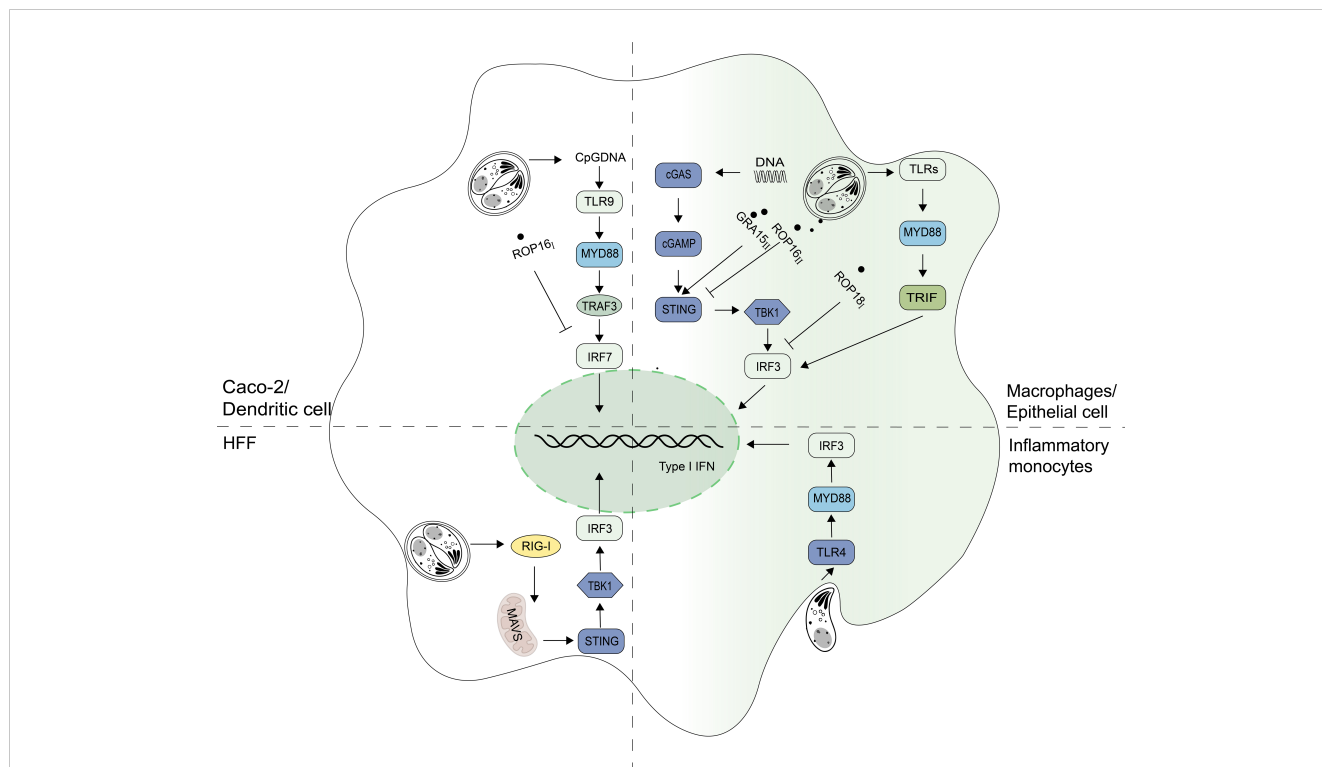 CpGDNA
TLR9
MYD88
TRAF3
IRF7
ROP16I
Caco-2/
Dendritic cell
DNA
cGAS
cGAMP
STING
TBK1
IRF3
GRA15II
ROP16II
ROP18I
TLRs
MYD88
TRIF
Macrophages/
Epithelial cell
HFF
RIG-I
MAVS
STING
TBK1
IRF3
Type I IFN
IRF3
MYD88
TLR4
Inflammatory
monocytes